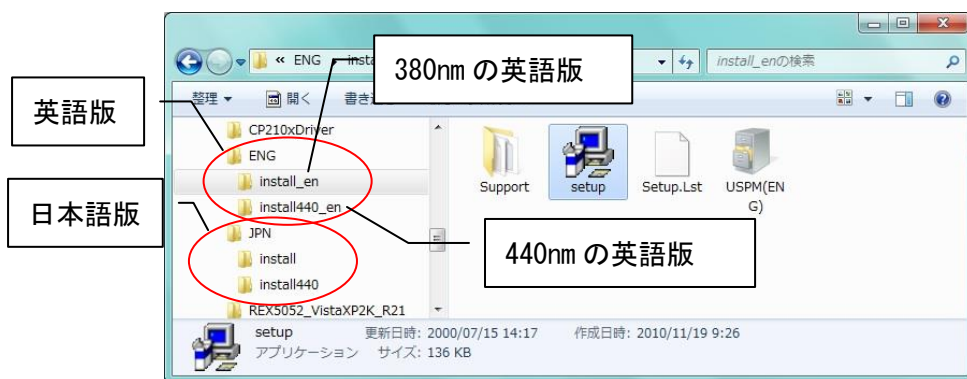 380nm の英語版
英語版
日本語版
440nm の英語版
« ENG
install_enの検索
整理
開く
CP210xDriver
ENG
install_en
install440_en
JPN
install
install440
REX5052_VistaXP2K_R21
Support
setup
Setup.Lst
USPM(EN
G)
setup
更新日時: 2000/07/15 14:17
作成日時: 2010/11/19 9:26
アプリケーション
サイズ: 136 KB